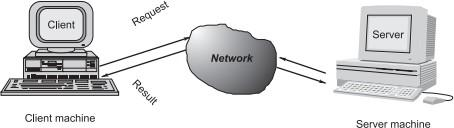 Client
Request
Server
Network
Result
Client machine
Server machine